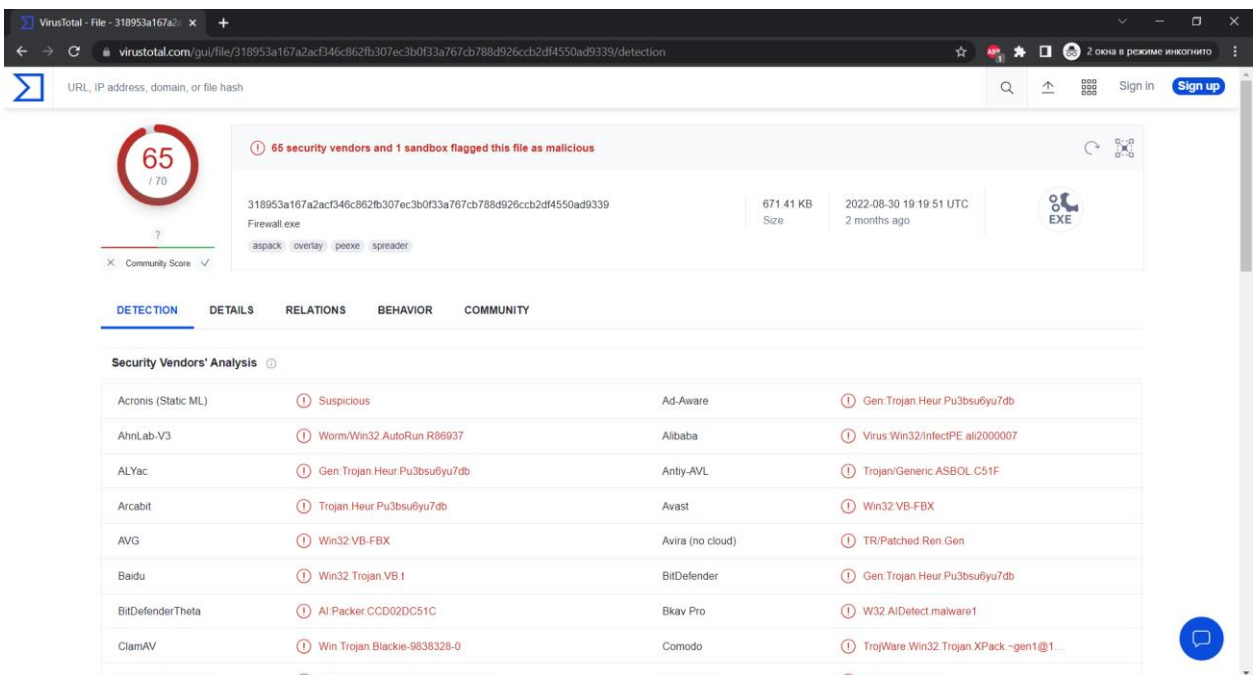 VirusTotal - File - 318953a167a2a
virustotal.com/gui/file/318953a167a2acf346c862fb307ec3b0f33a767cb788d926ccb2df4550ad9339/detection
ABP
1
2 окна в режиме инкогнито
URL, IP address, domain, or file hash
Sign in
Sign up
65
/ 70
?
Community Score
65 security vendors and 1 sandbox flagged this file as malicious
318953a167a2acf346c862fb307ec3b0f33a767cb788d926ccb2df4550ad9339
Firewall.exe
aspack overlay peexe spreader
671.41 KB
Size
2022-08-30 19:19:51 UTC
2 months ago
EXE
DETECTION DETAILS RELATIONS BEHAVIOR COMMUNITY
Security Vendors' Analysis
Acronis (Static ML) Suspicious Ad-Aware Gen:Trojan.Heur.Pu3bsu6yu7db
AhnLab-V3 Worm/Win32.AutoRun.R86937 Alibaba Virus:Win32/InfectPE.ali2000007
ALYac Gen:Trojan.Heur.Pu3bsu6yu7db Antiy-AVL Trojan/Generic.ASBOL.C51F
Arcabit Trojan.Heur.Pu3bsu6yu7db Avast Win32:VB-FBX
AVG Win32:VB-FBX Avira (no cloud) TR/Patched.Ren.Gen
Baidu Win32.Trojan.VB.t BitDefender Gen:Trojan.Heur.Pu3bsu6yu7db
BitDefenderTheta AI:Packer.CCD02DC51C Bkav Pro W32.AIDetect.malware1
ClamAV Win.Trojan.Blackie-9838328-0 Comodo TrojWare.Win32.Trojan.XPack.~gen1@1...